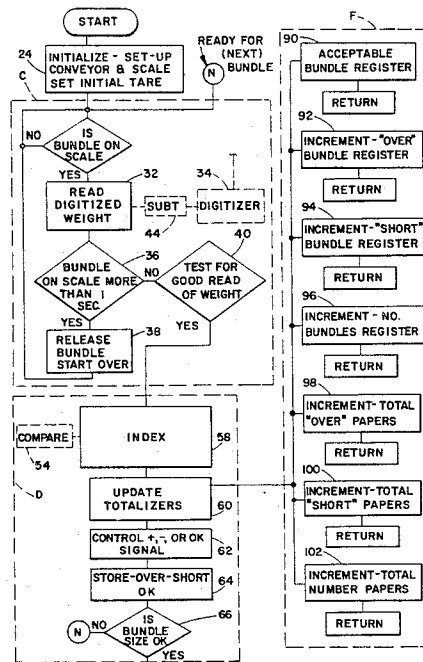 START
24
INITIALIZE - SET-UP
CONVEYOR & SCALE
SET INITIAL TARE
READY FOR
(NEXT)
BUNDLE
N
C
NO
IS
BUNDLE ON
SCALE
YES
32
READ
DIGITIZED
WEIGHT
34
SUBT
DIGITIZER
44
36
40
BUNDLE
ON SCALE MORE
THAN 1
SEC
NO
TEST FOR
GOOD READ
OF WEIGHT
YES
38
YES
RELEASE
BUNDLE
START OVER
COMPARE
54
D
INDEX
58
UPDATE
TOTALIZERS
60
CONTROL +,-, OR OK
SIGNAL
62
STORE-OVER-SHORT
OK
64
N
NO
IS
BUNDLE
SIZE OK
66
YES
F
90
ACCEPTABLE
BUNDLE REGISTER
RETURN
92
INCREMENT-"OVER"
BUNDLE REGISTER
RETURN
94
INCREMENT-"SHORT"
BUNDLE REGISTER
RETURN
96
INCREMENT-NO.
BUNDLES REGISTER
RETURN
98
INCREMENT-TOTAL
"OVER" PAPERS
RETURN
100
INCREMENT-TOTAL
"SHORT" PAPERS
RETURN
102
INCREMENT-TOTAL
NUMBER PAPERS
RETURN